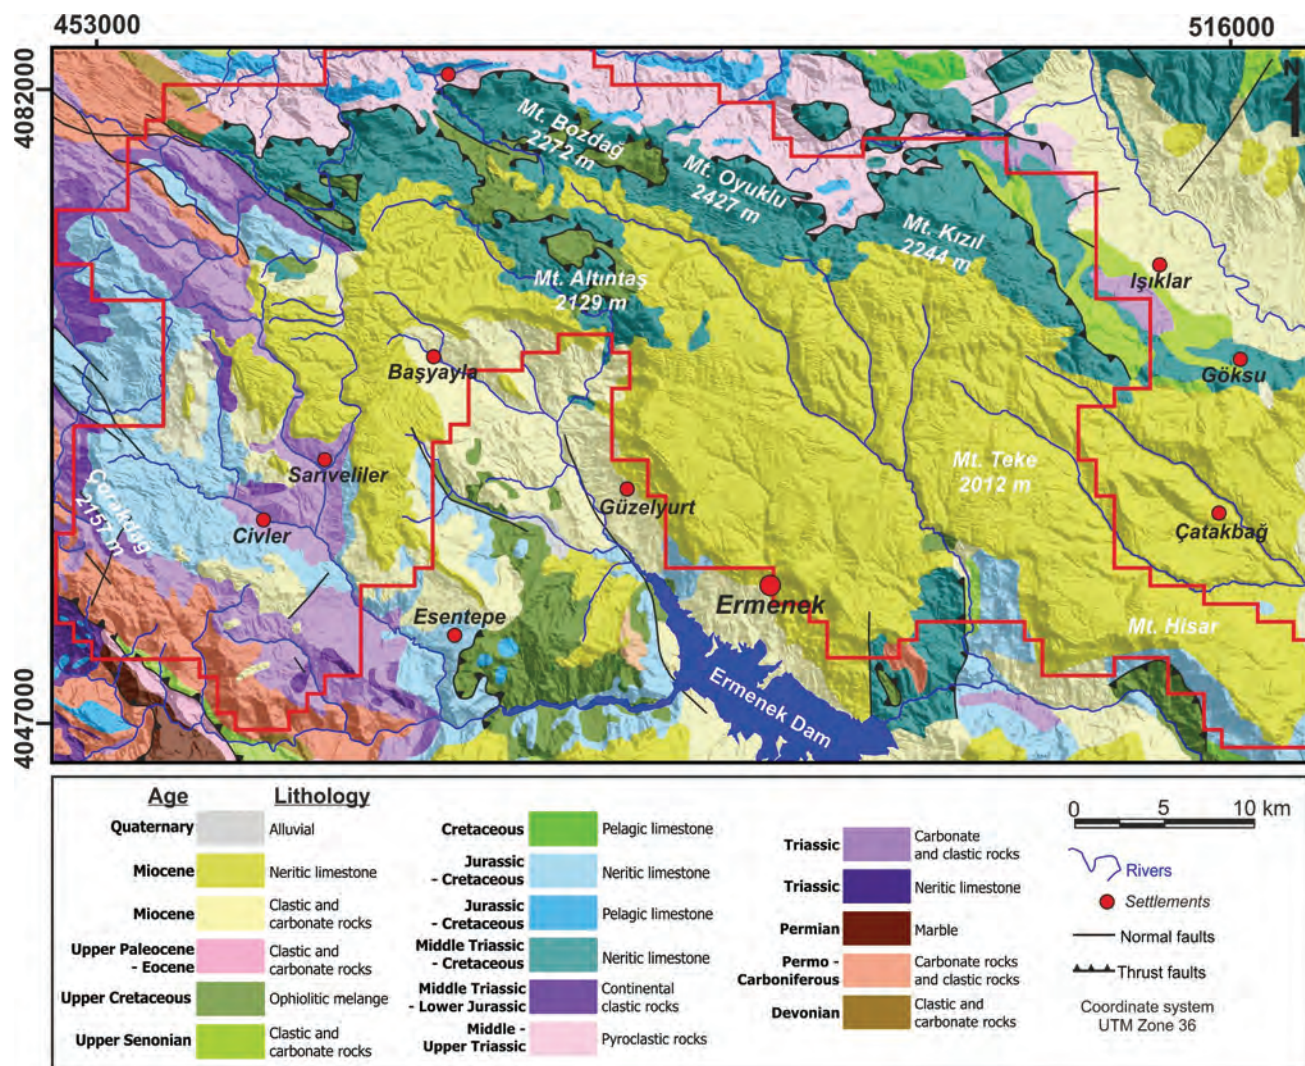 453000
516000
4082000
N
Mt. Bozdağ
2272 m
Mt. Oyuklu
2427 m
Mt. Kızıl
2244 m
Mt. Altıntaş
2129 m
Işıklar
Göksu
Başyayla
Sarıveliler
Mt. Teke
2012 m
Çorakdağ
2157 m
Güzelyurt
Civler
Çatakbağ
Ermenek
Esentepe
Mt. Hisar
4047000
Ermenek Dam
Age
Lithology
Quaternary
Alluvial
Miocene
Neritic limestone
Miocene
Clastic and
carbonate rocks
Upper Paleocene
- Eocene
Clastic and
carbonate rocks
Upper Cretaceous
Ophiolitic melange
Upper Senonian
Clastic and
carbonate rocks
Cretaceous
Pelagic limestone
Jurassic
- Cretaceous
Neritic limestone
Jurassic
- Cretaceous
Pelagic limestone
Middle Triassic
- Cretaceous
Neritic limestone
Middle Triassic
- Lower Jurassic
Continental
clastic rocks
Middle -
Upper Triassic
Pyroclastic rocks
Triassic
Carbonate
and clastic rocks
Triassic
Neritic limestone
Permian
Marble
Permo -
Carboniferous
Carbonate rocks
and clastic rocks
Devonian
Clastic and
carbonate rocks
0 5 10 km
Rivers
Settlements
Normal faults
Thrust faults
Coordinate system
UTM Zone 36